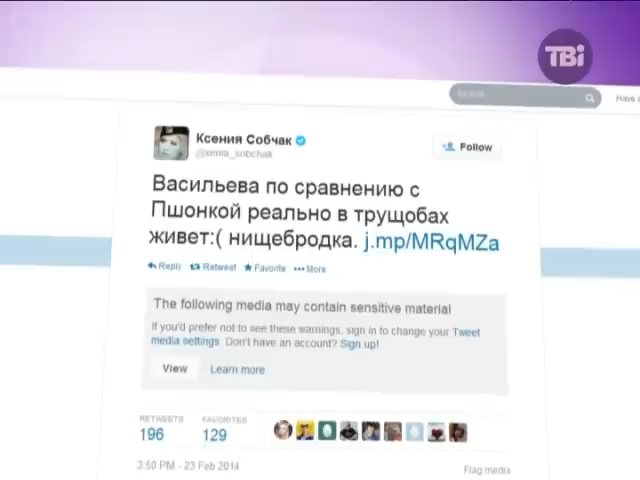 ТВі
Search
Have a
Ксения Собчак
@xenia_sobchak
Follow
Васильева по сравнению с
Пшонкой реально в трущобах
живет:( нищебродка. j.mp/MRqMZa
Reply Retweet Favorite More
The following media may contain sensitive material
If you'd prefer not to see these warnings, sign in to change your Tweet
media settings. Don't have an account? Sign up!
View Learn more
RETWEETS FAVORITES
196 129
3:50 PM - 23 Feb 2014
Flag media